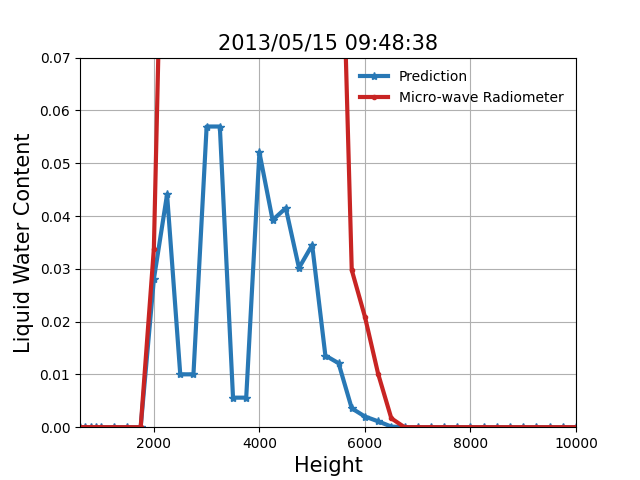 2013/05/15 09:48:38
Prediction
Micro-wave Radiometer
Liquid Water Content
0.07
0.06
0.05
0.04
0.03
0.02
0.01
0.00
2000 4000 6000 8000 10000
Height